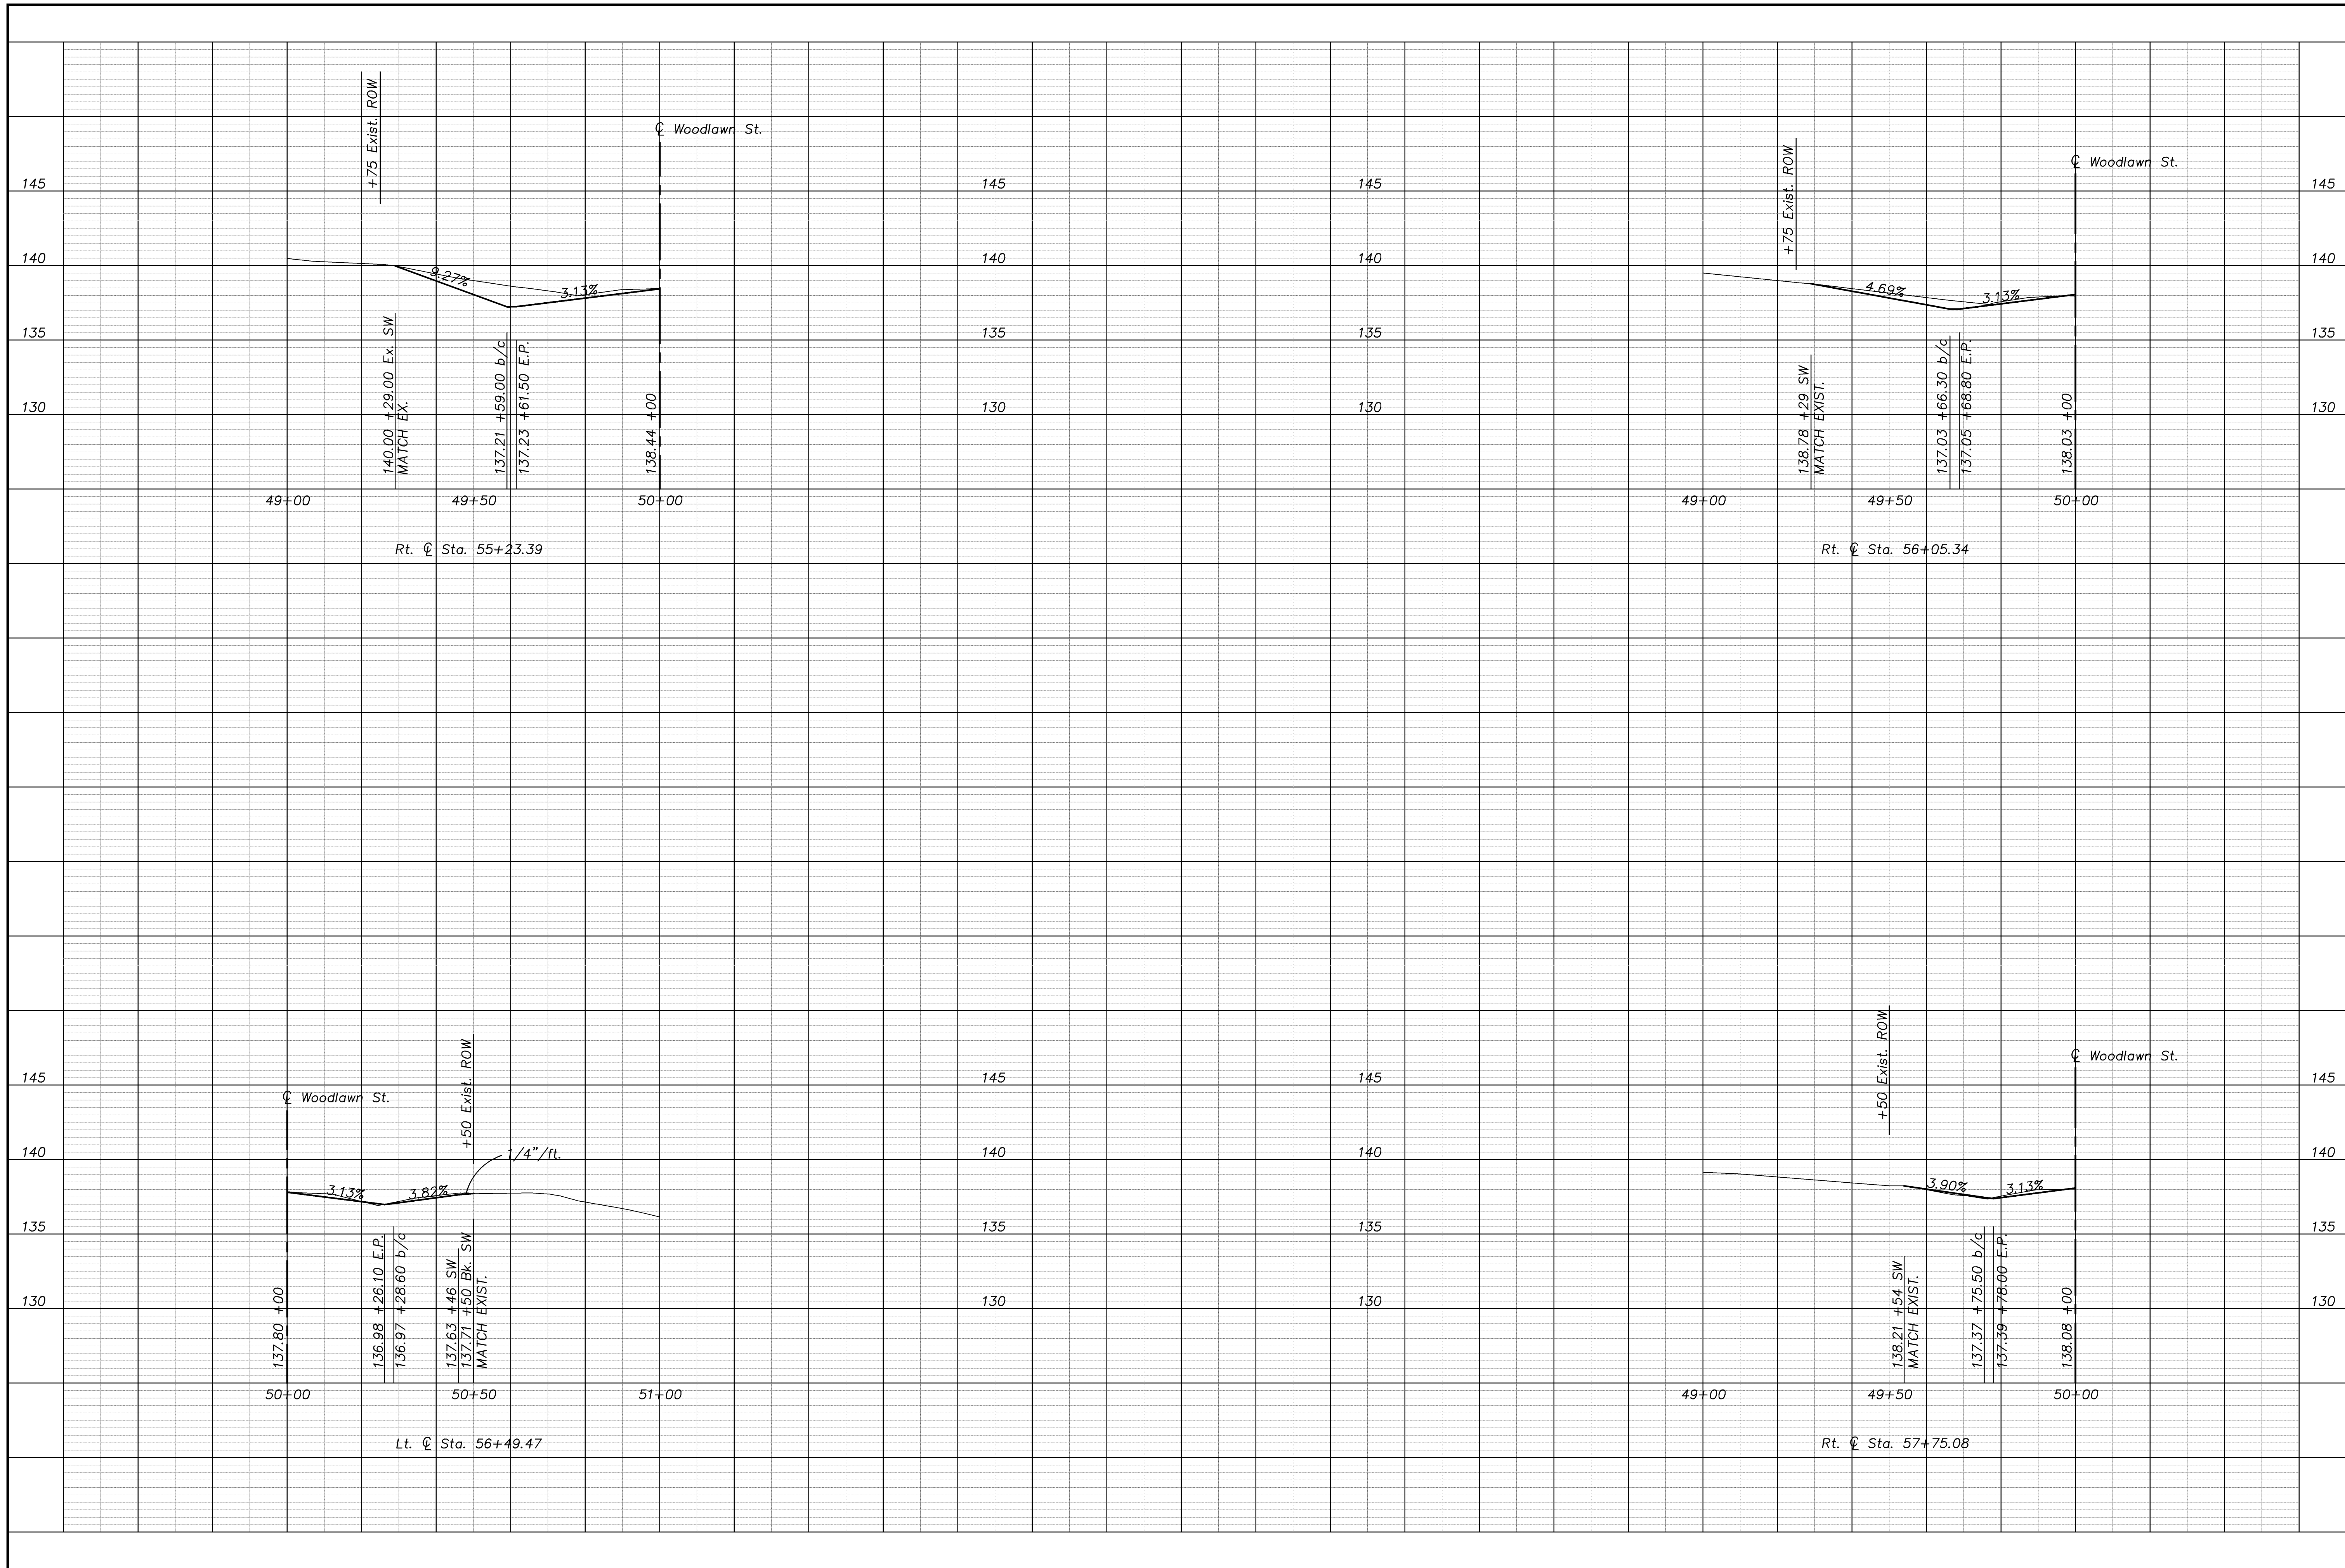 +75 Exist. ROW
℄ Woodlawn St.
145
145
140
140
9.27%
3.13%
135
135
130
130
140.00 +29.00 Ex. SW
MATCH EX.
137.21 +59.00 b/c
137.23 +61.50 E.P.
138.44 +00
49+00
49+50
50+00
Rt. ℄ Sta. 55+23.39
+75 Exist. ROW
℄ Woodlawn St.
145
145
140
140
4.69%
3.13%
135
135
130
130
138.78 +29 SW
MATCH EXIST.
137.03 +66.30 b/c
137.05 +68.80 E.P.
138.03 +00
49+00
49+50
50+00
Rt. ℄ Sta. 56+05.34
℄ Woodlawn St.
+50 Exist. ROW
145
145
140
140
1/4"/ft.
3.13%
3.82%
135
135
130
130
137.80 +00
136.98 +26.10 E.P.
136.97 +28.60 b/c
137.63 +46 SW
137.71 +50 Bk. SW
MATCH EXIST.
50+00
50+50
51+00
Lt. ℄ Sta. 56+49.47
+50 Exist. ROW
℄ Woodlawn St.
145
145
140
140
3.90%
3.13%
135
135
130
130
138.21 +54 SW
MATCH EXIST.
137.37 +75.50 b/c
137.39 +78.00 E.P.
138.08 +00
49+00
49+50
50+00
Rt. ℄ Sta. 57+75.08